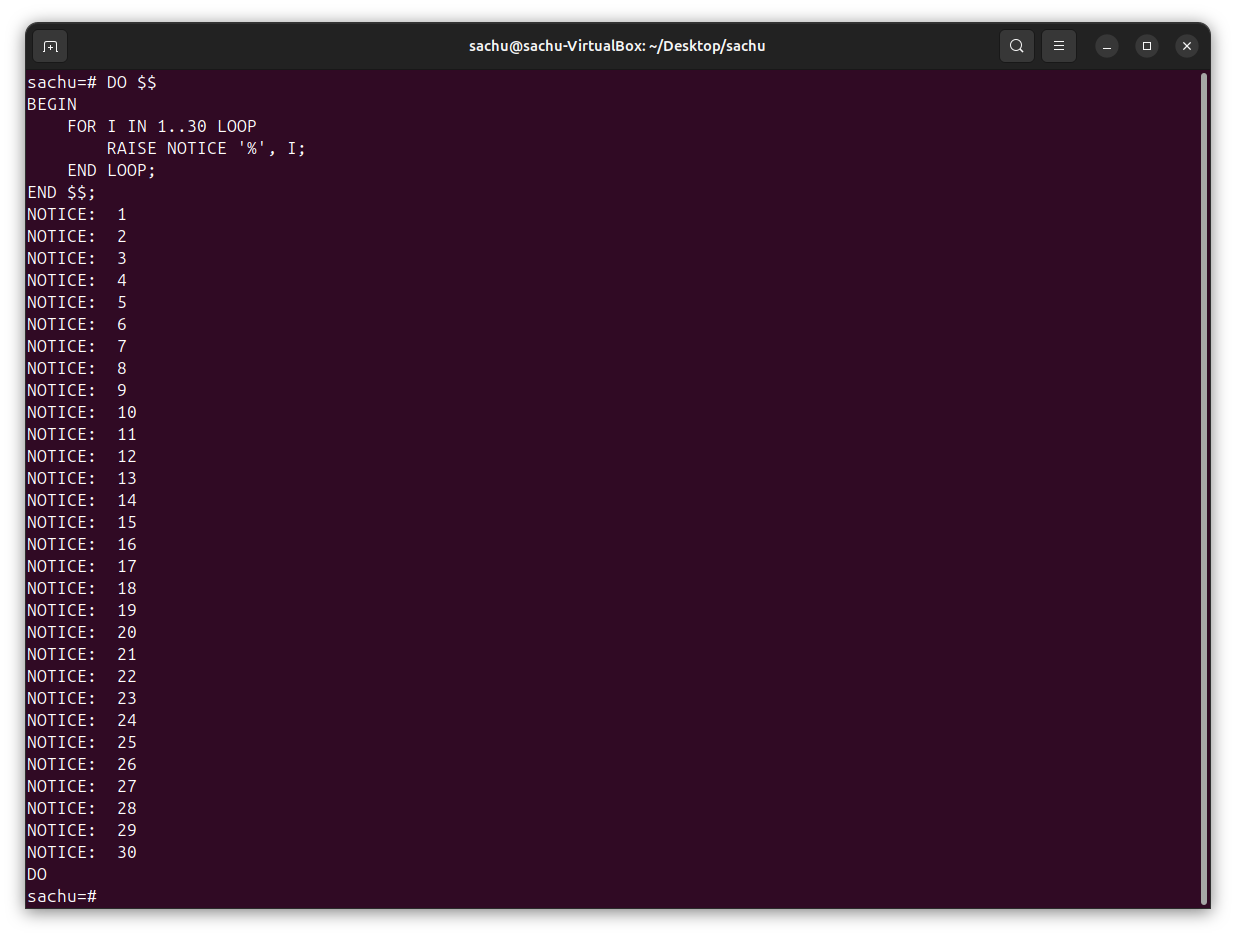 sachu@sachu-VirtualBox: ~/Desktop/sachu
sachu=# DO $$
BEGIN
    FOR I IN 1..30 LOOP
        RAISE NOTICE '%', I;
    END LOOP;
END $$;
NOTICE:  1
NOTICE:  2
NOTICE:  3
NOTICE:  4
NOTICE:  5
NOTICE:  6
NOTICE:  7
NOTICE:  8
NOTICE:  9
NOTICE:  10
NOTICE:  11
NOTICE:  12
NOTICE:  13
NOTICE:  14
NOTICE:  15
NOTICE:  16
NOTICE:  17
NOTICE:  18
NOTICE:  19
NOTICE:  20
NOTICE:  21
NOTICE:  22
NOTICE:  23
NOTICE:  24
NOTICE:  25
NOTICE:  26
NOTICE:  27
NOTICE:  28
NOTICE:  29
NOTICE:  30
DO
sachu=#